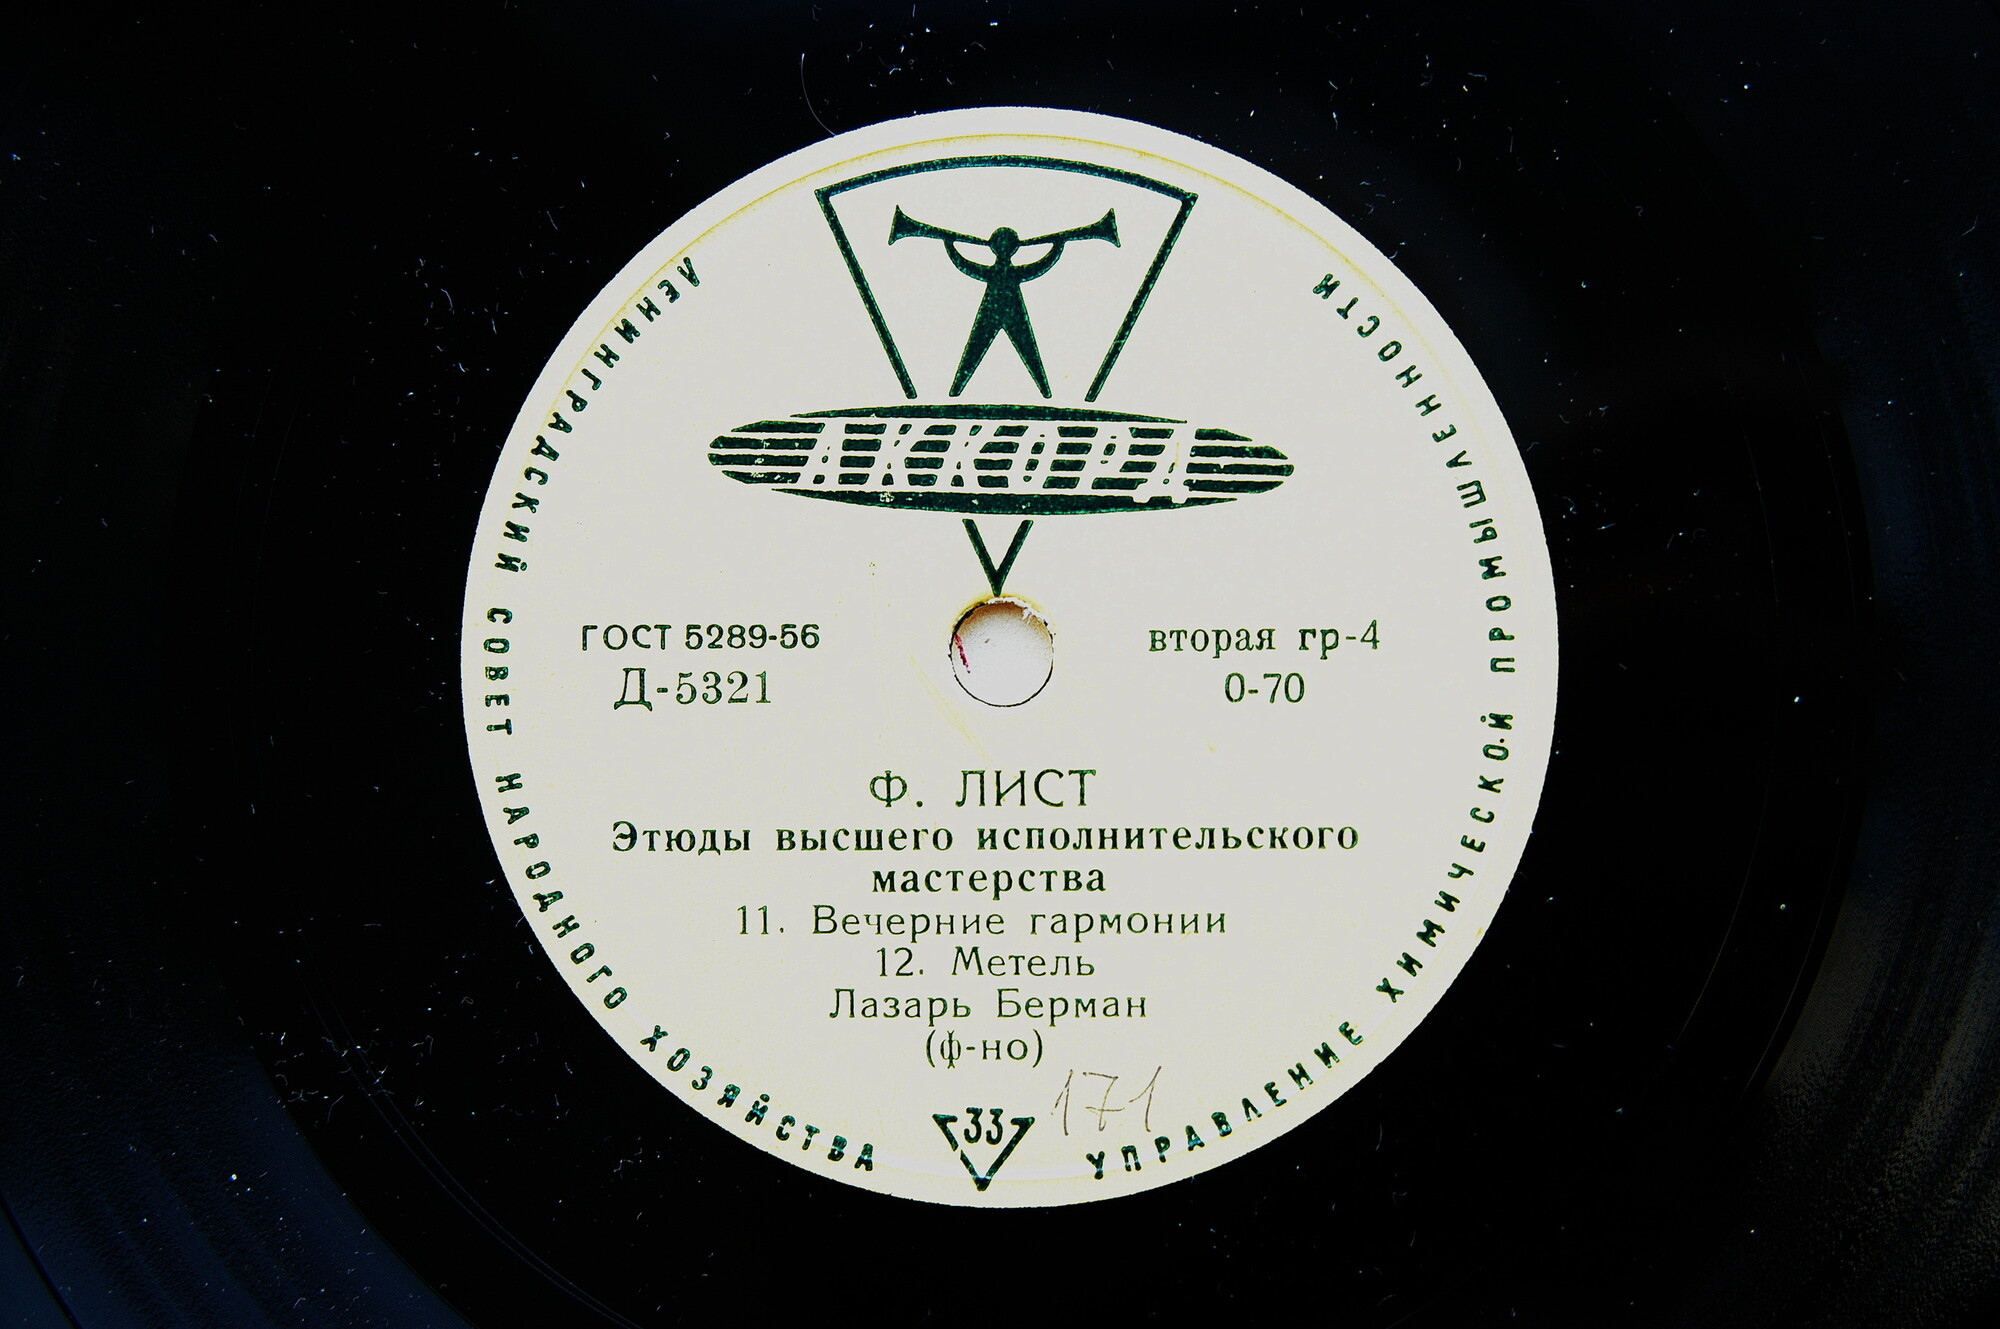 ЛЕНИНГРАДСКИЙ СОВЕТ НАРОДНОГО ХОЗЯЙСТВА
УПРАВЛЕНИЕ ХИМИЧЕСКОЙ ПРОМЫШЛЕННОСТИ
АККОРД
ГОСТ 5289-56
Д-5321
вторая гр-4
0-70
Ф. ЛИСТ
Этюды высшего исполнительского
мастерства
11. Вечерние гармонии
12. Метель
Лазарь Берман
(ф-но)
33
171